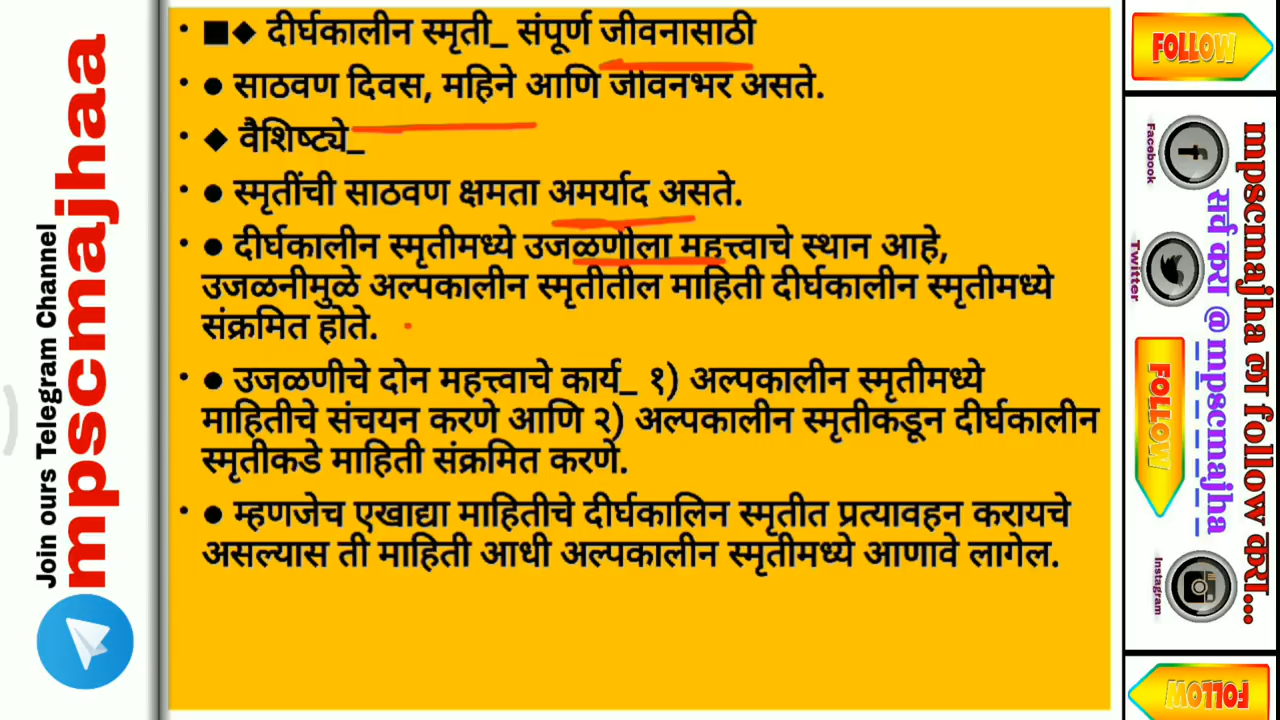 Join ours Telegram Channel
mpscmajhaa
• ■◆ दीर्घकालीन स्मृती_ संपूर्ण जीवनासाठी
• ● साठवण दिवस, महिने आणि जीवनभर असते.
• ◆ वैशिष्ट्ये_
• ● स्मृतींची साठवण क्षमता अमर्याद असते.
• ● दीर्घकालीन स्मृतीमध्ये उजळणीला महत्त्वाचे स्थान आहे,
उजळनीमुळे अल्पकालीन स्मृतीतील माहिती दीर्घकालीन स्मृतीमध्ये
संक्रमित होते.
• ● उजळणीचे दोन महत्त्वाचे कार्य_ १) अल्पकालीन स्मृतीमध्ये
माहितीचे संचयन करणे आणि २) अल्पकालीन स्मृतीकडून दीर्घकालीन
स्मृतीकडे माहिती संक्रमित करणे.
• ● म्हणजेच एखाद्या माहितीचे दीर्घकालिन स्मृतीत प्रत्यावहन करायचे
असल्यास ती माहिती आधी अल्पकालीन स्मृतीमध्ये आणावे लागेल.
FOLLOW
mpscmajha ला follow करा...
सर्च करा @ mpscmajha
Facebook
Twitter
FOLLOW
Instagram
FOLLOW